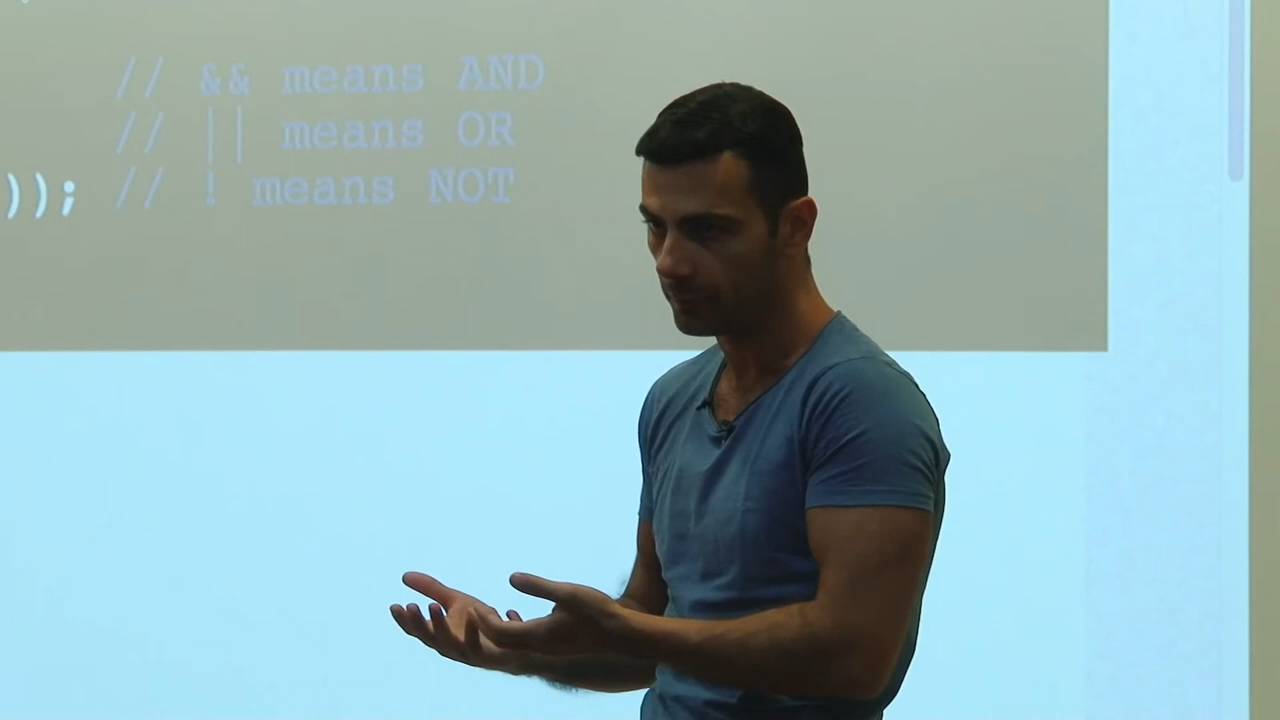 // && means AND
// || means OR
)); // ! means NOT